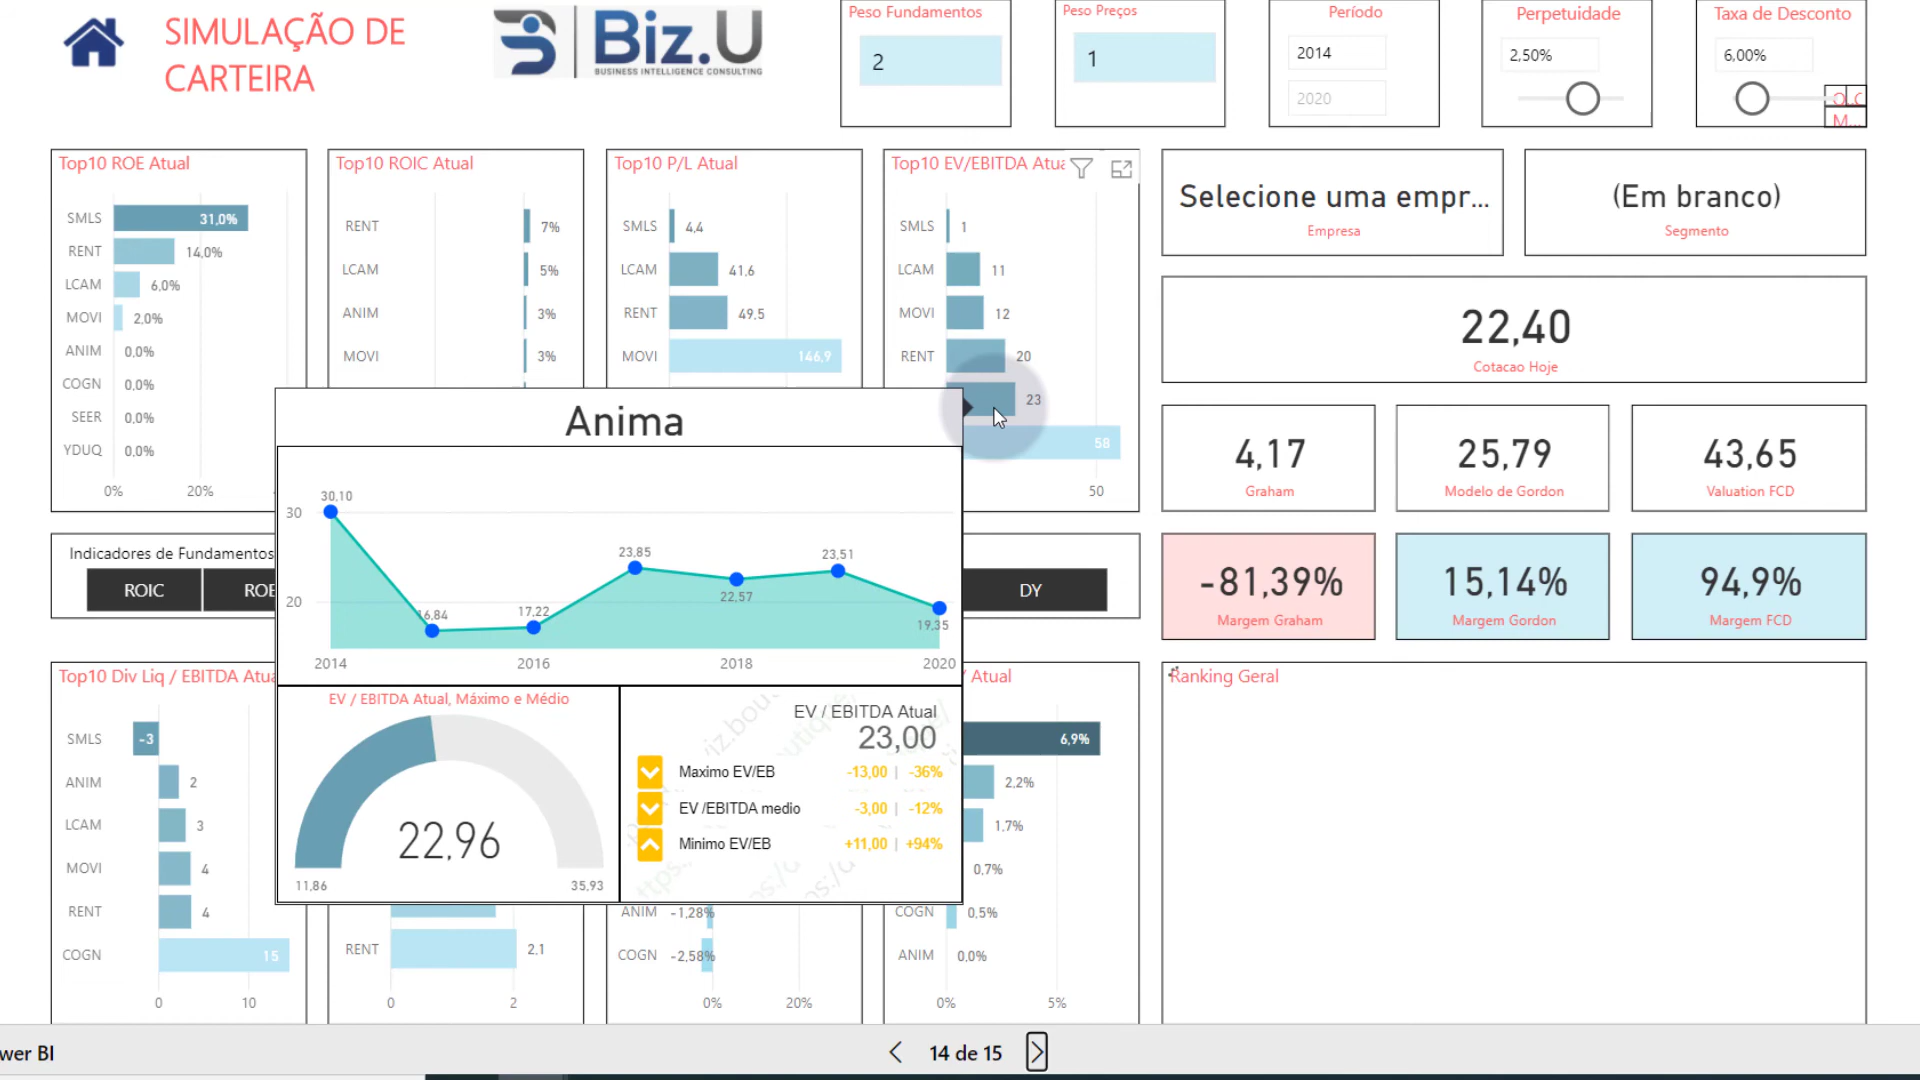 SIMULAÇÃO DE
CARTEIRA
Biz.U
BUSINESS INTELLIGENCE CONSULTING
Peso Fundamentos
2
Peso Preços
1
Período
2014
2020
Perpetuidade
2,50%
Taxa de Desconto
6,00%
M...
Top10 ROE Atual
SMLS 31,0%
RENT 14,0%
LCAM 6,0%
MOVI 2,0%
ANIM 0,0%
COGN 0,0%
SEER 0,0%
YDUQ 0,0%
0% 20%
Top10 ROIC Atual
RENT 7%
LCAM 5%
ANIM 3%
MOVI 3%
Top10 P/L Atual
SMLS 4,4
LCAM 41,6
RENT 49,5
MOVI 146,9
Top10 EV/EBITDA Atua
SMLS 1
LCAM 11
MOVI 12
RENT 20
23
58
50
Selecione uma empr...
Empresa
(Em branco)
Segmento
22,40
Cotacao Hoje
4,17
Graham
25,79
Modelo de Gordon
43,65
Valuation FCD
-81,39%
Margem Graham
15,14%
Margem Gordon
94,9%
Margem FCD
Indicadores de Fundamentos
ROIC
ROE
DY
Anima
30
20
30,10
16,84
17,22
23,85
22,57
23,51
19,35
2014 2016 2018 2020
EV / EBITDA Atual, Máximo e Médio
22,96
11,86 35,93
EV / EBITDA Atual
23,00
Maximo EV/EB -13,00 | -36%
EV /EBITDA medio -3,00 | -12%
Minimo EV/EB +11,00 | +94%
Top10 Div Liq / EBITDA Atua
SMLS -3
ANIM 2
LCAM 3
MOVI 4
RENT 4
COGN 15
0 10
RENT 2.1
0 2
ANIM -1,28%
COGN -2,58%
0% 20%
Atual
6,9%
2,2%
1,7%
0,7%
COGN 0,5%
ANIM 0,0%
0% 5%
Ranking Geral
wer BI
14 de 15